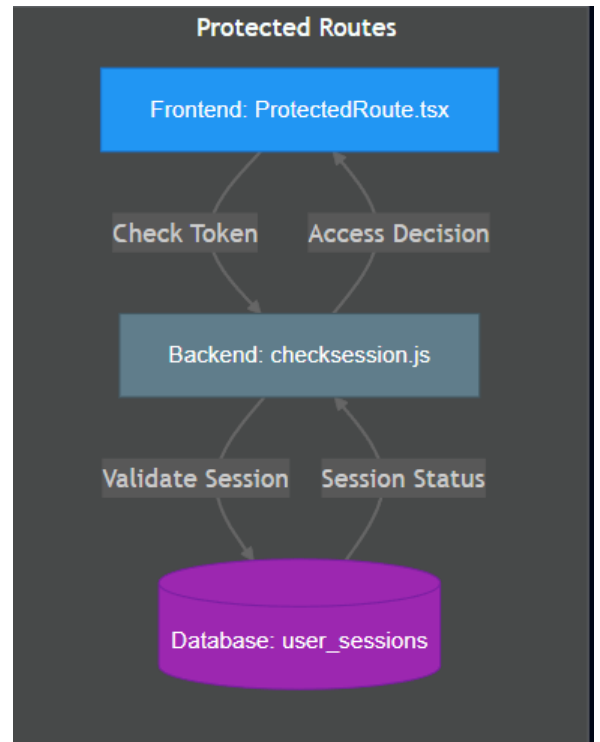 Protected Routes
Frontend: ProtectedRoute.tsx
Check Token
Access Decision
Backend: checksession.js
Validate Session
Session Status
Database: user_sessions